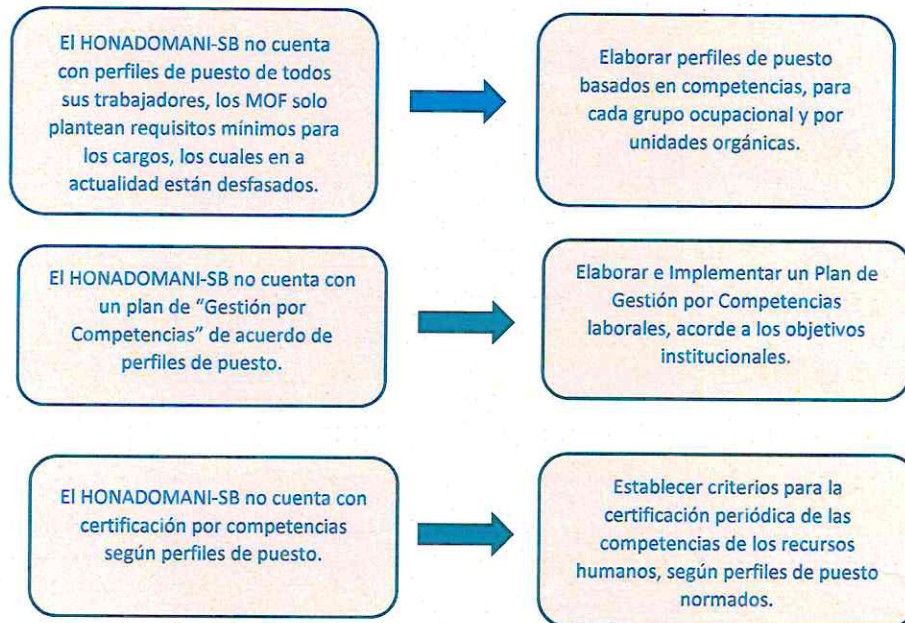 El HONADOMANI-SB no cuenta
con perfiles de puesto de todos
sus trabajadores, los MOF solo
plantean requisitos mínimos para
los cargos, los cuales en a
actualidad están desfasados.
Elaborar perfiles de puesto
basados en competencias, para
cada grupo ocupacional y por
unidades orgánicas.
El HONADOMANI-SB no cuenta con
un plan de “Gestión por
Competencias” de acuerdo de
perfiles de puesto.
Elaborar e Implementar un Plan de
Gestión por Competencias
laborales, acorde a los objetivos
institucionales.
El HONADOMANI-SB no cuenta con
certificación por competencias
según perfiles de puesto.
Establecer criterios para la
certificación periódica de las
competencias de los recursos
humanos, según perfiles de puesto
normados.